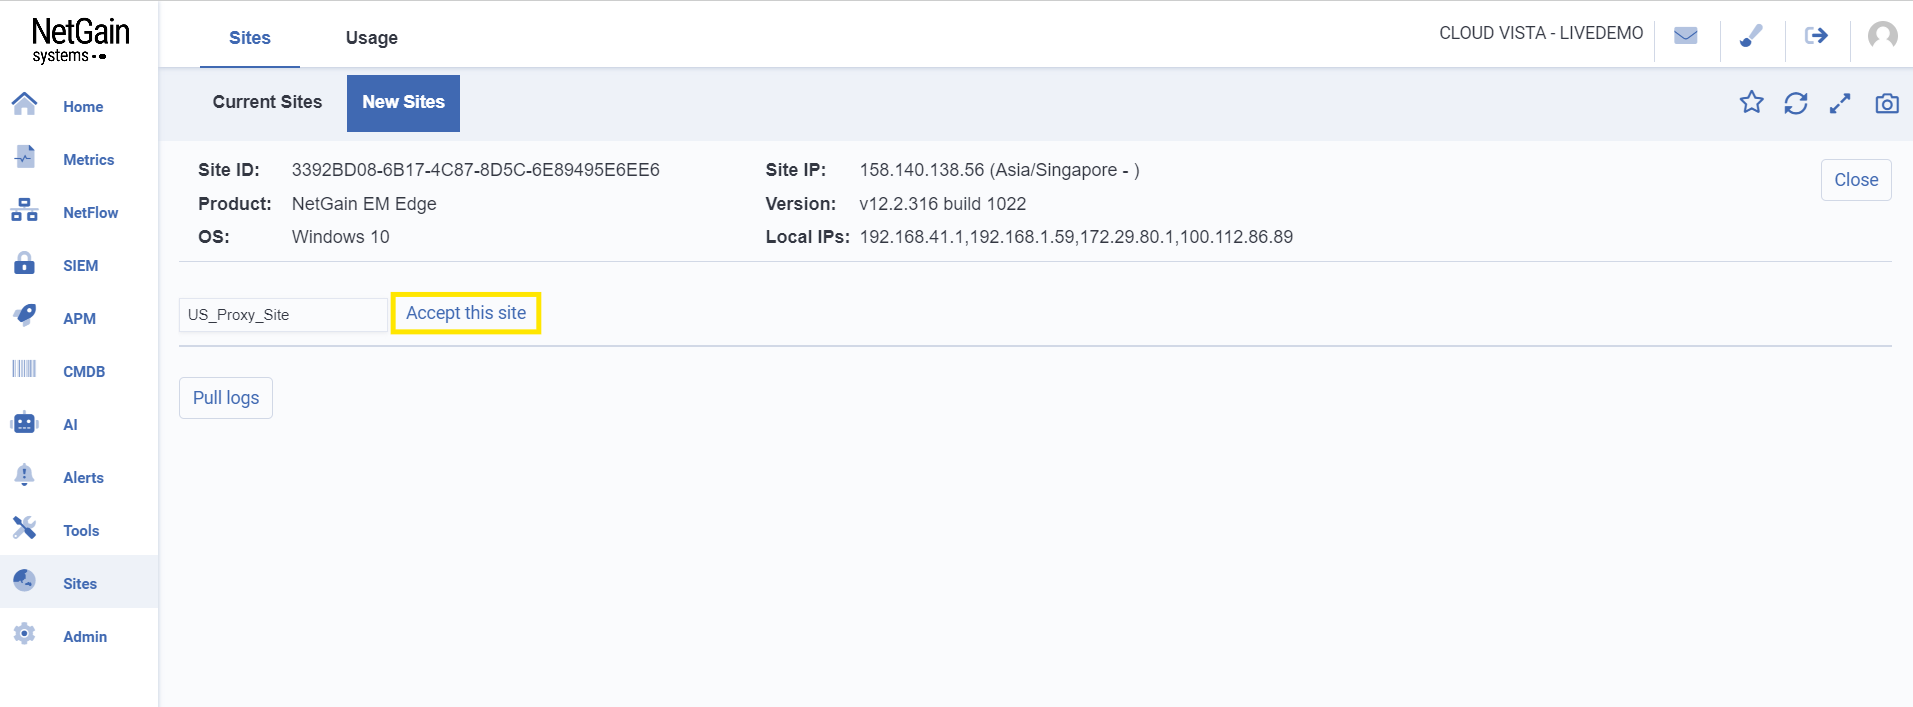 NetGain
systems
Sites Usage
CLOUD VISTA - LIVEDEMO
Home
Metrics
NetFlow
SIEM
APM
CMDB
AI
Alerts
Tools
Sites
Admin
Current Sites New Sites
Site ID: 3392BD08-6B17-4C87-8D5C-6E89495E6EE6 Site IP: 158.140.138.56 (Asia/Singapore - )
Close
Product: NetGain EM Edge Version: v12.2.316 build 1022
OS: Windows 10 Local IPs: 192.168.41.1,192.168.1.59,172.29.80.1,100.112.86.89
US_Proxy_Site Accept this site
Pull logs